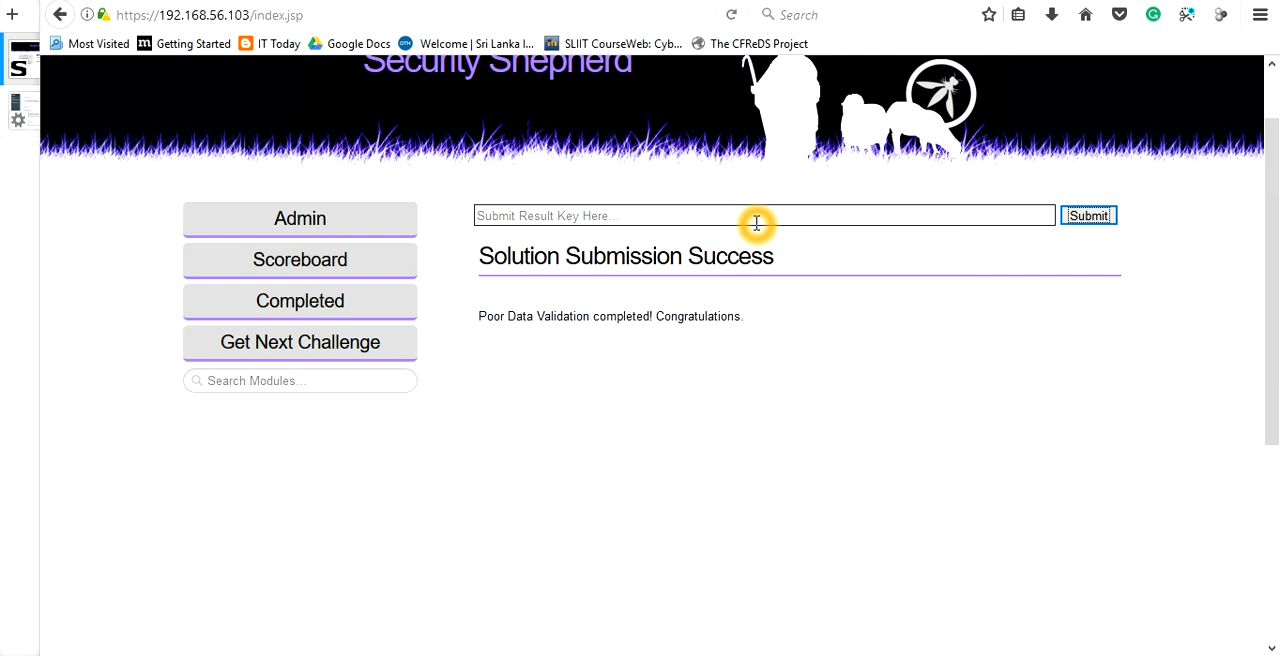 https://192.168.56.103/index.jsp
Search
Most Visited
Getting Started
IT Today
Google Docs
Welcome | Sri Lanka I...
SLIIT CourseWeb: Cyb...
The CFReDS Project
Security Shepherd
Admin
Scoreboard
Completed
Get Next Challenge
Search Modules...
Submit Result Key Here...
Submit
Solution Submission Success
Poor Data Validation completed! Congratulations.